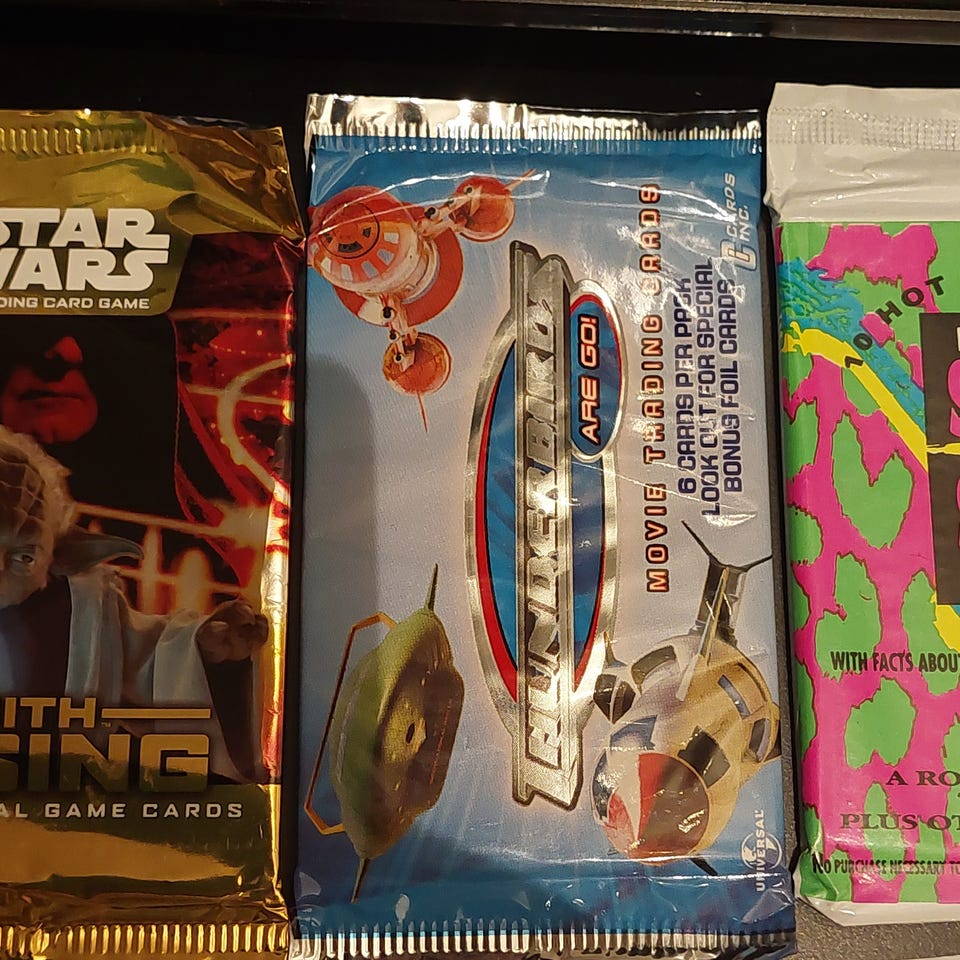 STAR
WARS
DING CARD GAME
ITH
SING
AL GAME CARDS
THUNDERBIRDS
ARE GO!
MOVIE TRADING CARDS
6 CARDS PER PACK
LOOK OUT FOR SPECIAL
BONUS FOIL CARDS
CARDS
INC.
UNIVERSAL
10 HOT
WITH FACTS ABOUT
A RO
PLUS OT
NO PURCHASE NECESSARY TO